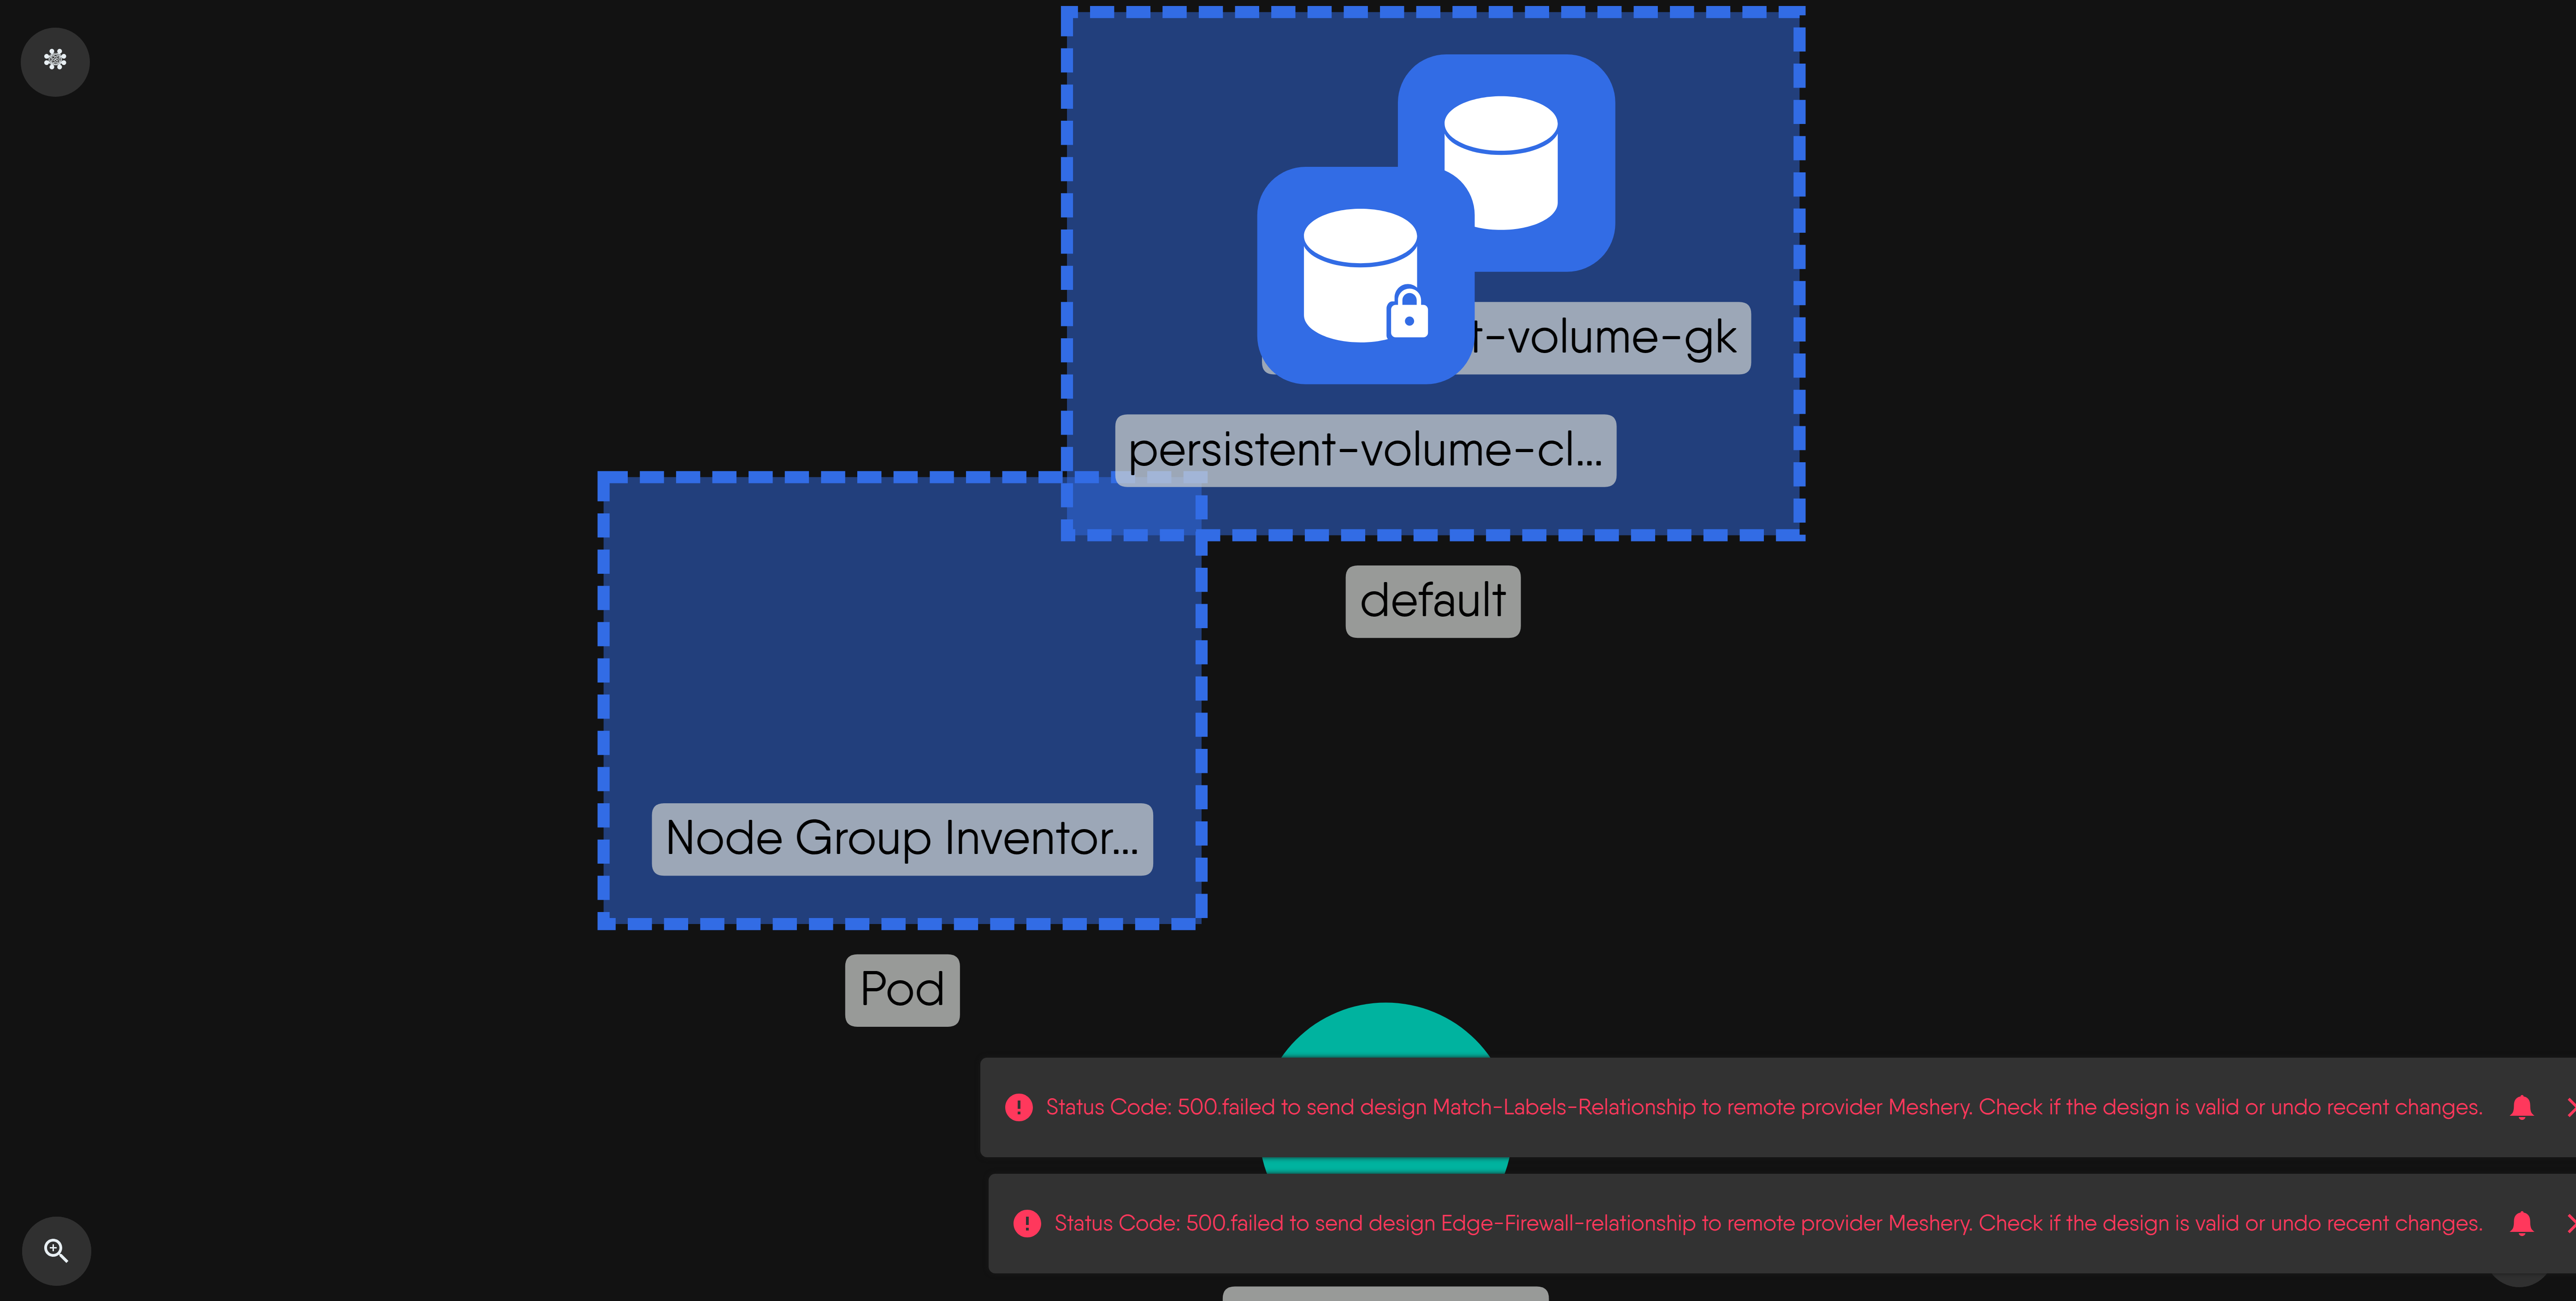 t-volume-gk
persistent-volume-cl...
default
Node Group Inventor...
Pod
Status Code: 500.failed to send design Match-Labels-Relationship to remote provider Meshery. Check if the design is valid or undo recent changes.
Status Code: 500.failed to send design Edge-Firewall-relationship to remote provider Meshery. Check if the design is valid or undo recent changes.